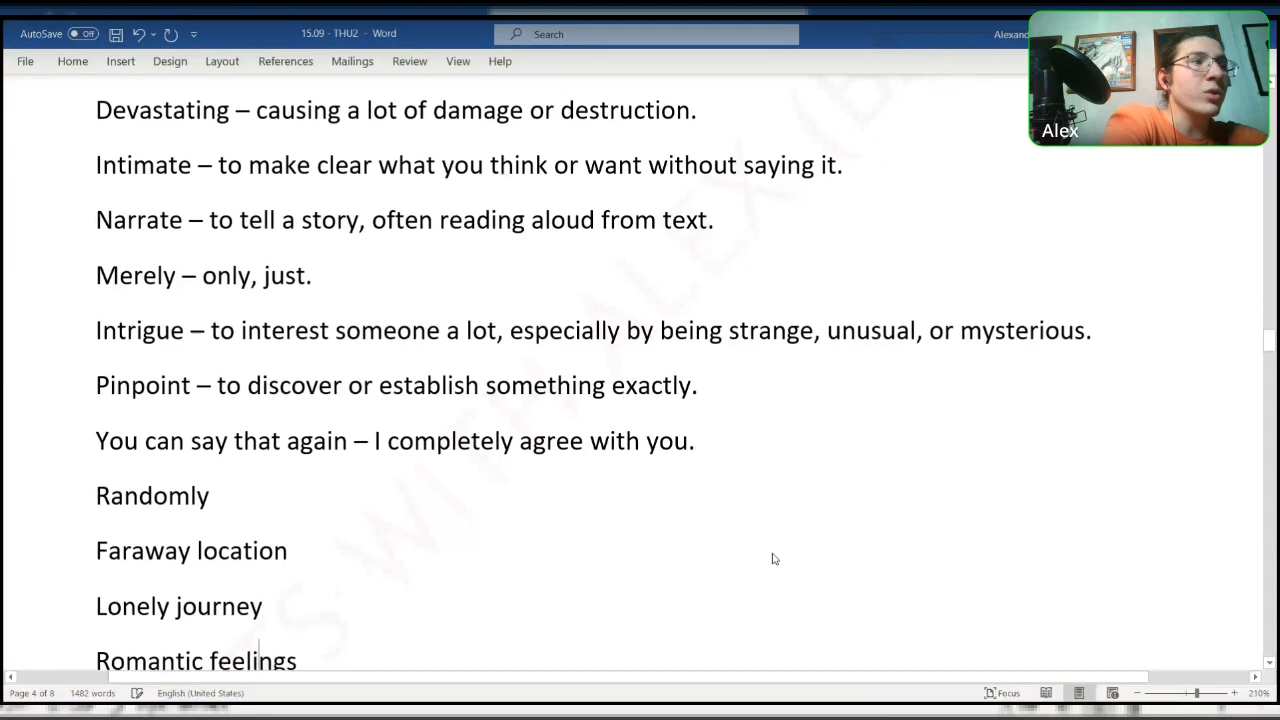 AutoSave Off 15.09 - THU2 - Word Search
Alex
File Home Insert Design Layout References Mailings Review View Help
Devastating – causing a lot of damage or destruction.
Intimate – to make clear what you think or want without saying it.
Narrate – to tell a story, often reading aloud from text.
Merely – only, just.
Intrigue – to interest someone a lot, especially by being strange, unusual, or mysterious.
Pinpoint – to discover or establish something exactly.
You can say that again – I completely agree with you.
Randomly
Faraway location
Lonely journey
Romantic feelings
Page 4 of 8 1482 words English (United States) Focus 210%